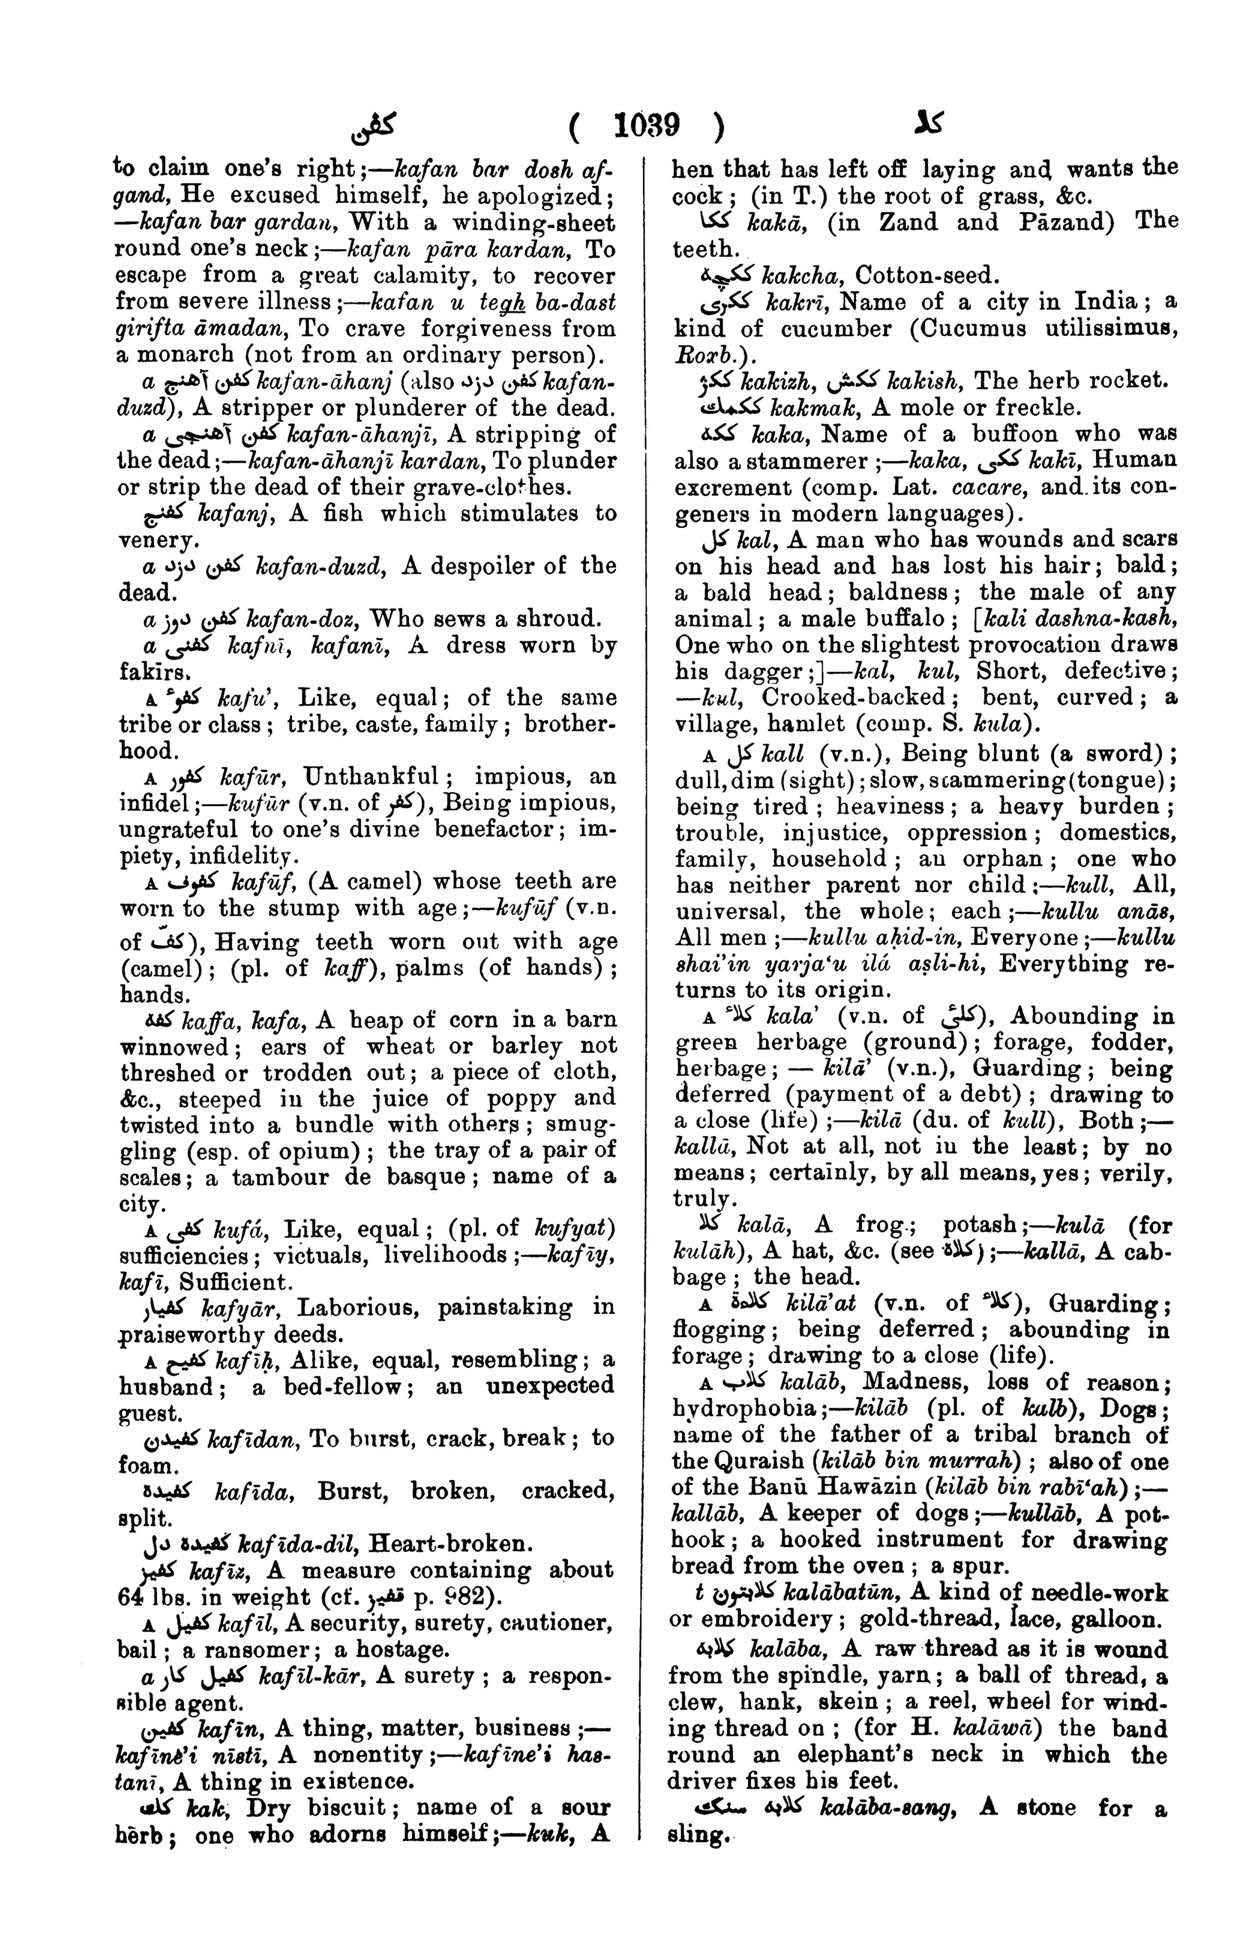 كفن ( 1039 ) كلا
to claim one's right;—kafan bar dosh af-
gand, He excused himself, he apologized;
—kafan bar gardan, With a winding-sheet
round one's neck;—kafan pāra kardan, To
escape from a great calamity, to recover
from severe illness;—kafan u tegh ba-dast
girifta āmadan, To crave forgiveness from
a monarch (not from an ordinary person).
a كفن آهنج kafan-āhanj (also كفن دزد kafan-
duzd), A stripper or plunderer of the dead.
a كفن آهنجی kafan-āhanjī, A stripping of
the dead;—kafan-āhanjī kardan, To plunder
or strip the dead of their grave-clothes.
كفنج kafanj, A fish which stimulates to
venery.
a كفن دزد kafan-duzd, A despoiler of the
dead.
a كفن دوز kafan-doz, Who sews a shroud.
a كفنی kafnī, kafanī, A dress worn by
fakīrs.
A كفوء kafu', Like, equal; of the same
tribe or class; tribe, caste, family; brother-
hood.
A كفور kafūr, Unthankful; impious, an
infidel;—kufūr (v.n. of كفر), Being impious,
ungrateful to one's divine benefactor; im-
piety, infidelity.
A كفوف kafūf, (A camel) whose teeth are
worn to the stump with age;—kufūf (v.n.
of كفّ), Having teeth worn out with age
(camel); (pl. of kaff), palms (of hands);
hands.
كفه kaffa, kafa, A heap of corn in a barn
winnowed; ears of wheat or barley not
threshed or trodden out; a piece of cloth,
&c., steeped in the juice of poppy and
twisted into a bundle with others; smug-
gling (esp. of opium); the tray of a pair of
scales; a tambour de basque; name of a
city.
A كفی kufá, Like, equal; (pl. of kufyat)
sufficiencies; victuals, livelihoods;—kafīy,
kafī, Sufficient.
كفيار kafyār, Laborious, painstaking in
praiseworthy deeds.
A كفيح kafīḥ, Alike, equal, resembling; a
husband; a bed-fellow; an unexpected
guest.
كفيدن kafīdan, To burst, crack, break; to
foam.
كفيده kafīda, Burst, broken, cracked,
split.
كفيده دل kafīda-dil, Heart-broken.
كفيز kafīz, A measure containing about
64 lbs. in weight (cf. قفيز p. 982).
A كفيل kafīl, A security, surety, cautioner,
bail; a ransomer; a hostage.
a كفيل كار kafīl-kār, A surety; a respon-
sible agent.
كفين kafīn, A thing, matter, business;—
kafīne'i nīstī, A nonentity;—kafīne'i has-
tanī, A thing in existence.
كك kak, Dry biscuit; name of a sour
herb; one who adorns himself;—kuk, A
hen that has left off laying and wants the
cock; (in T.) the root of grass, &c.
ككا kakā, (in Zand and Pāzand) The
teeth.
ككچه kakcha, Cotton-seed.
ككری kakrī, Name of a city in India; a
kind of cucumber (Cucumus utilissimus,
Roxb.).
ككژ kakizh, ككش kakish, The herb rocket.
ككمك kakmak, A mole or freckle.
ككه kaka, Name of a buffoon who was
also a stammerer;—kaka, ككی kakī, Human
excrement (comp. Lat. cacare, and its con-
geners in modern languages).
كل kal, A man who has wounds and scars
on his head and has lost his hair; bald;
a bald head; baldness; the male of any
animal; a male buffalo; [kali dashna-kash,
One who on the slightest provocation draws
his dagger;]—kal, kul, Short, defective;
—kul, Crooked-backed; bent, curved; a
village, hamlet (comp. S. kula).
A كل kall (v.n.), Being blunt (a sword);
dull, dim (sight); slow, stammering (tongue);
being tired; heaviness; a heavy burden;
trouble, injustice, oppression; domestics,
family, household; an orphan; one who
has neither parent nor child;—kull, All,
universal, the whole; each;—kullu anās,
All men;—kullu aḥid-in, Everyone;—kullu
shai'in yarja‘u ilá aṣli-hi, Everything re-
turns to its origin.
A كلاء kala' (v.n. of كلئ), Abounding in
green herbage (ground); forage, fodder,
herbage; — kilā' (v.n.), Guarding; being
deferred (payment of a debt); drawing to
a close (life);—kilā (du. of kull), Both;—
kallā, Not at all, not in the least; by no
means; certainly, by all means, yes; verily,
truly.
كلا kalā, A frog; potash;—kulā (for
kulāh), A hat, &c. (see كلاه);—kallā, A cab-
bage; the head.
A كلاءة kilā'at (v.n. of كلاء), Guarding;
flogging; being deferred; abounding in
forage; drawing to a close (life).
A كلاب kalāb, Madness, loss of reason;
hydrophobia;—kilāb (pl. of kalb), Dogs;
name of the father of a tribal branch of
the Quraish (kilāb bin murrah); also of one
of the Banū Hawāzin (kilāb bin rabī‘ah);—
kallāb, A keeper of dogs;—kullāb, A pot-
hook; a hooked instrument for drawing
bread from the oven; a spur.
t كلابتون kalābatūn, A kind of needle-work
or embroidery; gold-thread, lace, galloon.
كلابه kalāba, A raw thread as it is wound
from the spindle, yarn; a ball of thread, a
clew, hank, skein; a reel, wheel for wind-
ing thread on; (for H. kalāwā) the band
round an elephant's neck in which the
driver fixes his feet.
كلابه سنك kalāba-sang, A stone for a
sling.